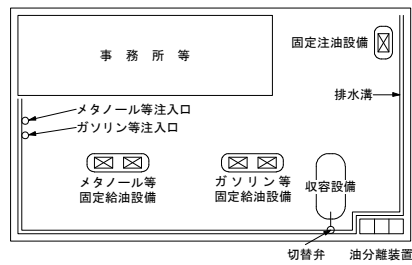 事務所等
固定注油設備
排水溝
メタノール等注入口
ガソリン等注入口
メタノール等
固定給油設備
ガソリン等
固定給油設備
収容設備
切替弁
油分離装置